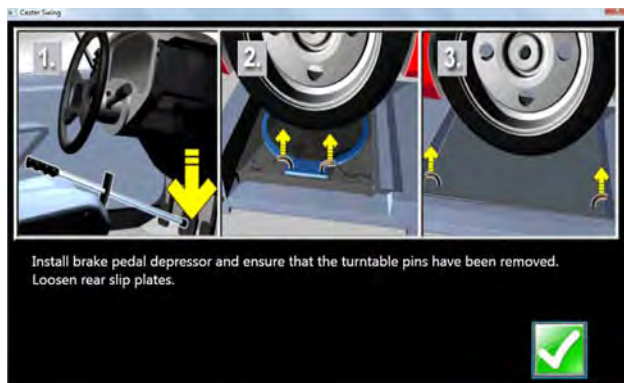 Caster Swing
1.
2.
3.
Install brake pedal depressor and ensure that the turntable pins have been removed.
Loosen rear slip plates.